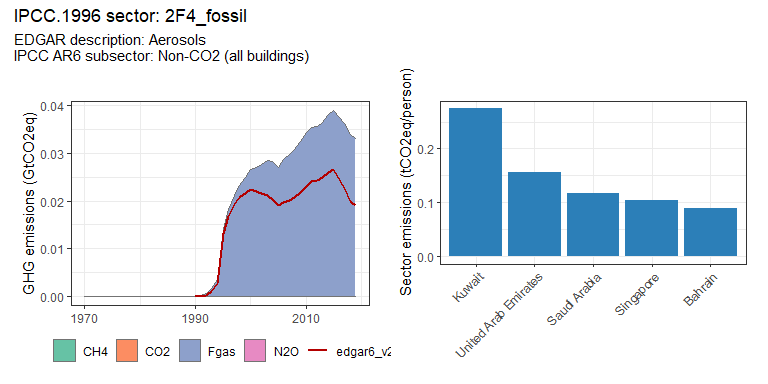 IPCC.1996 sector: 2F4_fossil
EDGAR description: Aerosols
IPCC AR6 subsector: Non-CO2 (all buildings)
GHG emissions (GtCO2eq)
0.04
0.03
0.02
0.01
0.00
1970
1990
2010
CH4
CO2
Fgas
N2O
edgar6_v2
Sector emissions (tCO2eq/person)
0.2
0.1
0.0
Kuwait
United Arab Emirates
Saudi Arabia
Singapore
Bahrain